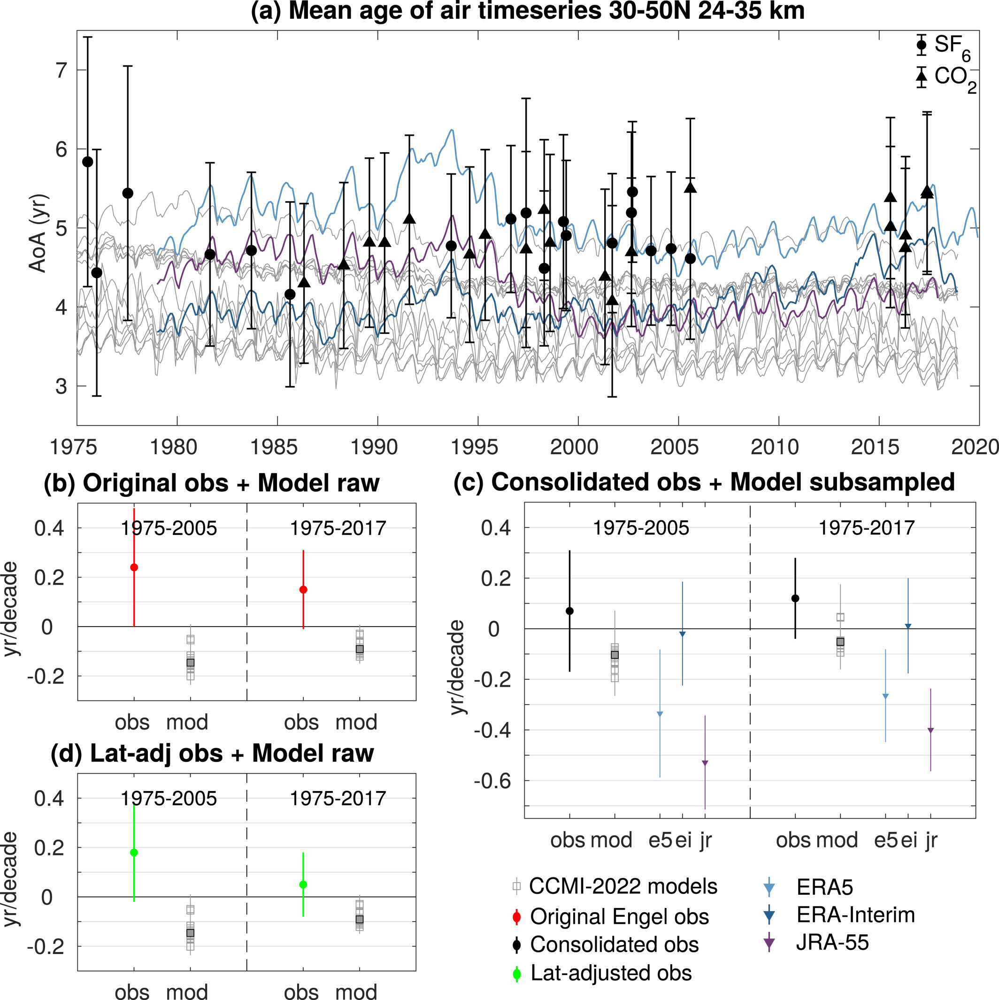 (a) Mean age of air timeseries 30-50N 24-35 km
SF6
CO2
7
6
5
4
3
AoA (yr)
1975 1980 1985 1990 1995 2000 2005 2010 2015 2020
(b) Original obs + Model raw
1975-2005 1975-2017
0.4
0.2
0
-0.2
yr/decade
obs mod obs mod
(c) Consolidated obs + Model subsampled
1975-2005 1975-2017
0.4
0.2
0
-0.2
-0.4
-0.6
yr/decade
obs mod e5 ei jr obs mod e5 ei jr
(d) Lat-adj obs + Model raw
1975-2005 1975-2017
0.4
0.2
0
-0.2
yr/decade
obs mod obs mod
CCMI-2022 models
Original Engel obs
Consolidated obs
Lat-adjusted obs
ERA5
ERA-Interim
JRA-55